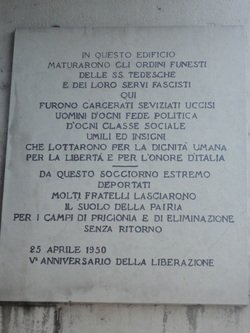 IN QUESTO EDIFICIO
MATURARONO GLI ORDINI FUNESTI
DELLE SS. TEDESCHE
E DEI LORO SERVI FASCISTI
QUI
FURONO CARCERATI SEVIZIATI UCCISI
UOMINI D'OGNI FEDE POLITICA
D'OGNI CLASSE SOCIALE
UMILI ED INSIGNI
CHE LOTTARONO PER LA DIGNITA' UMANA
PER LA LIBERTÀ E PER L'ONORE D'ITALIA
DA QUESTO SOGGIORNO ESTREMO
DEPORTATI
MOLTI FRATELLI LASCIARONO
IL SUOLO DELLA PATRIA
PER I CAMPI DI PRIGIONIA E DI ELIMINAZIONE
SENZA RITORNO
25 APRILE 1950
V° ANNIVERSARIO DELLA LIBERAZIONE